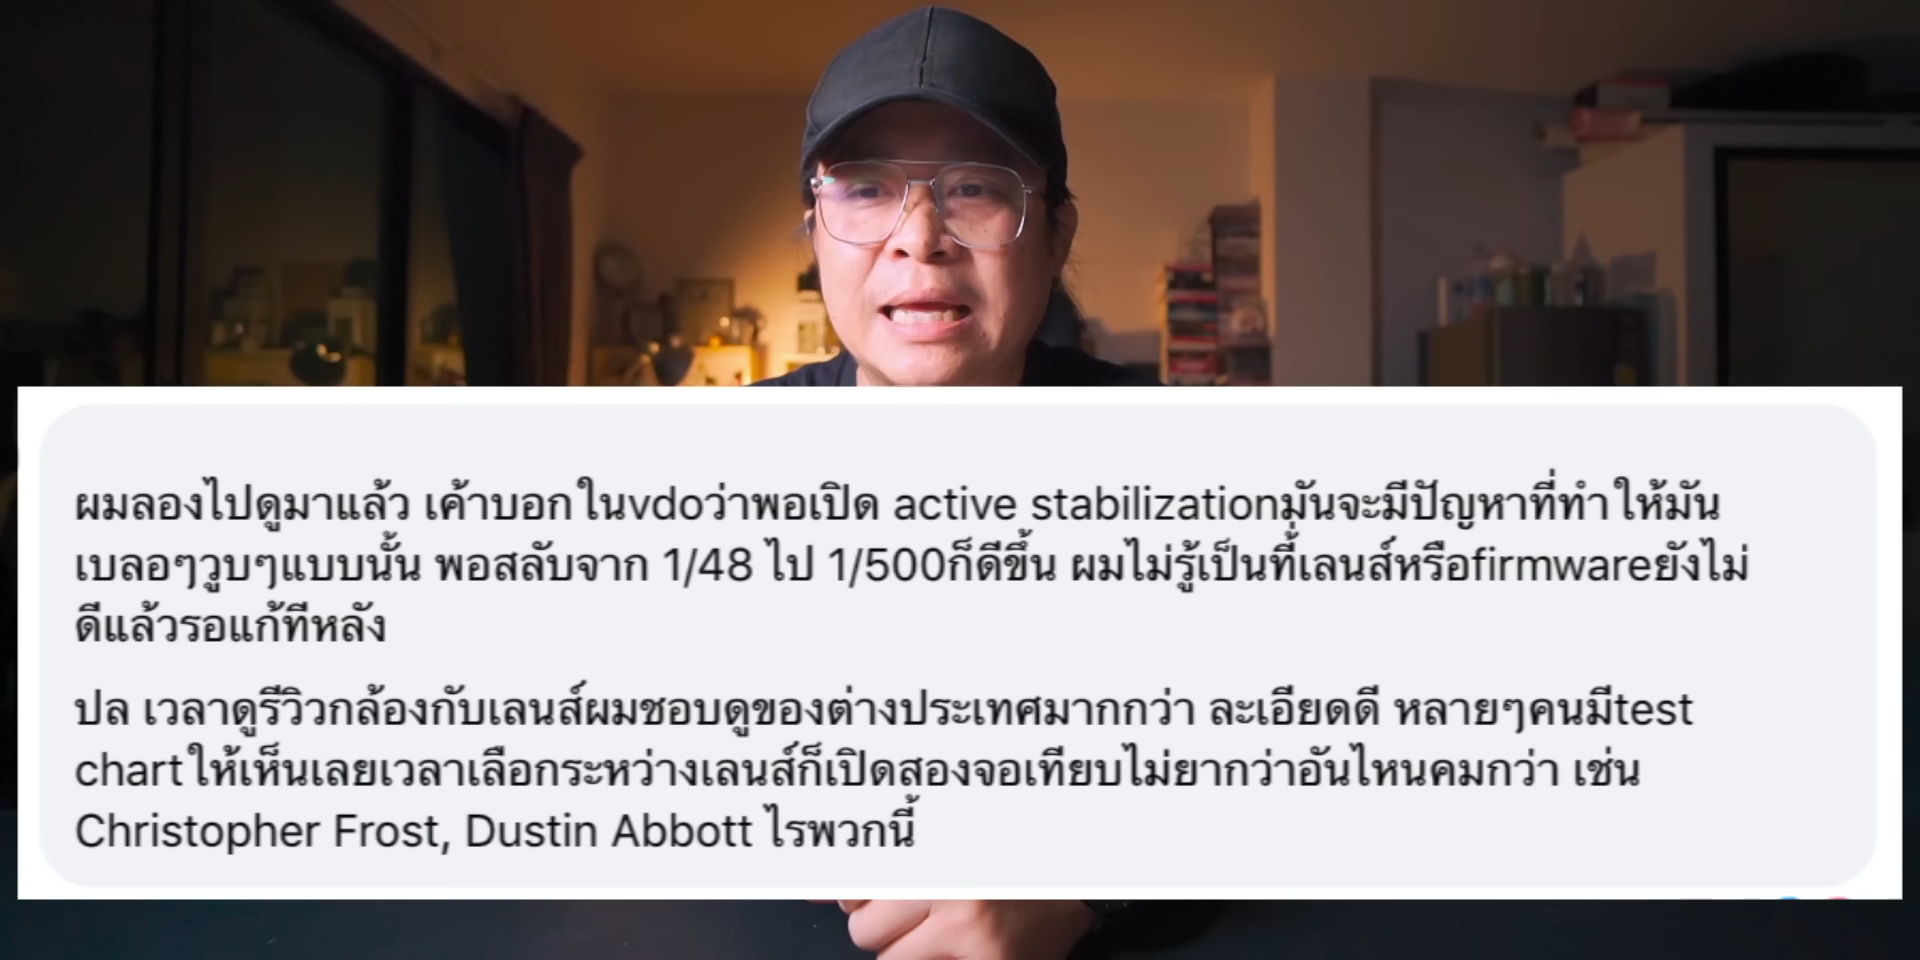 ผมลองไปดูมาแล้ว เค้าบอกในvdoว่าพอเปิด active stabilizationมันจะมีปัญหาที่ทำให้มัน
เบลอๆวูบๆแบบนั้น พอสลับจาก 1/48 ไป 1/500ก็ดีขึ้น ผมไม่รู้เป็นที่เลนส์หรือfirmwareยังไม่
ดีแล้วรอแก้ทีหลัง
ปล เวลาดูรีวิวกล้องกับเลนส์ผมชอบดูของต่างประเทศมากกว่า ละเอียดดี หลายๆคนมีtest
chartให้เห็นเลยเวลาเลือกระหว่างเลนส์ก็เปิดสองจอเทียบไม่ยากว่าอันไหนคมกว่า เช่น
Christopher Frost, Dustin Abbott ไรพวกนี้